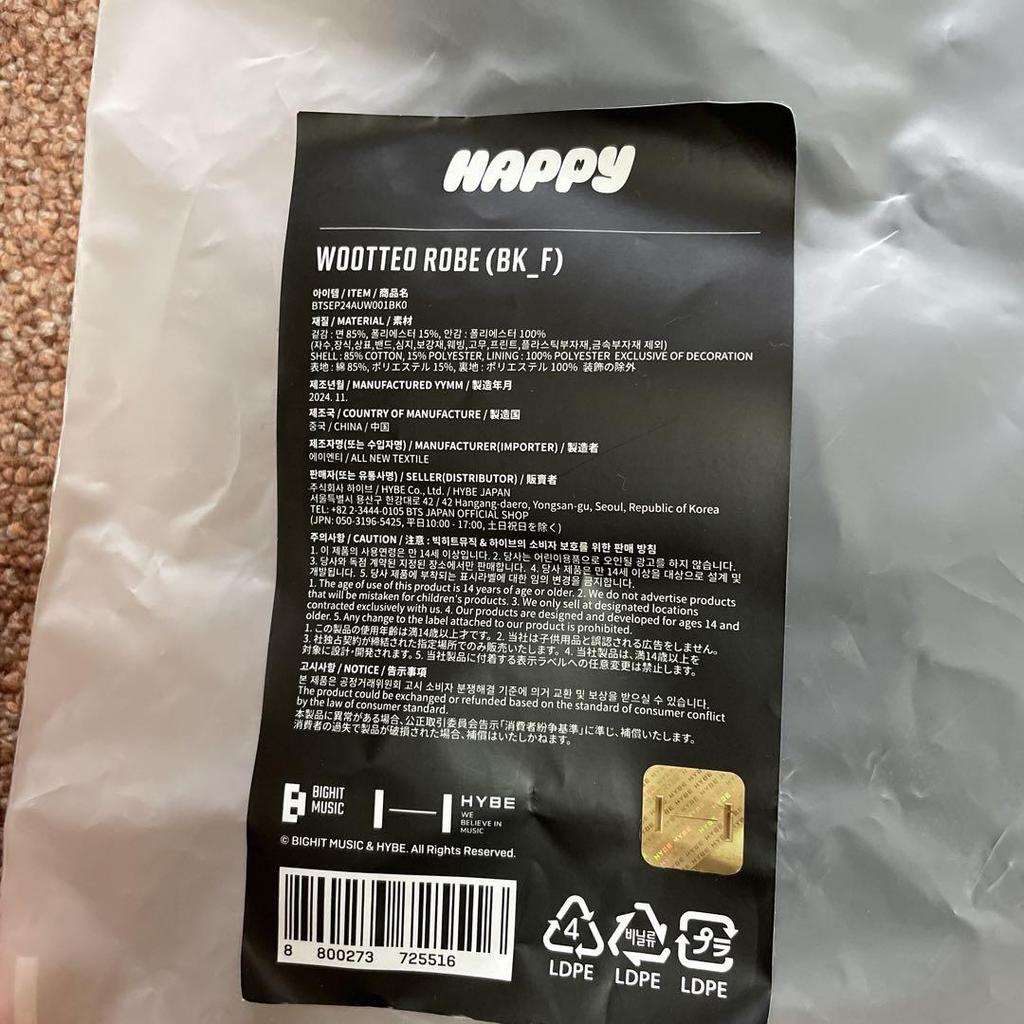 HAPPY
WOOTTEO ROBE (BK_F)
아이템 / ITEM / 商品名
BTSEP24AUW001BK0
재질 / MATERIAL / 素材
겉감 : 면 85%, 폴리에스터 15%, 안감 : 폴리에스터 100%
(자수,장식,상표,밴드,심지,보강재,웨빙,고무,프린트,플라스틱부자재,금속부자재 제외)
SHELL : 85% COTTON, 15% POLYESTER, LINING : 100% POLYESTER EXCLUSIVE OF DECORATION
表地 : 綿 85%, ポリエステル 15%, 裏地 : ポリエステル 100% 装飾の除外
제조년월 / MANUFACTURED YYMM / 製造年月
2024. 11.
제조국 / COUNTRY OF MANUFACTURE / 製造国
중국 / CHINA / 中国
제조자명(또는 수입자명) / MANUFACTURER(IMPORTER) / 製造者
에이엔티 / ALL NEW TEXTILE
판매자(또는 유통사명) / SELLER(DISTRIBUTOR) / 販賣者
주식회사 하이브 / HYBE Co., Ltd. / HYBE JAPAN
서울특별시 용산구 한강대로 42 / 42 Hangang-daero, Yongsan-gu, Seoul, Republic of Korea
TEL: +82 2-3444-0105 BTS JAPAN OFFICIAL SHOP
(JPN: 050-3196-5425, 平日10:00 - 17:00, 土日祝日を除く)
주의사항 / CAUTION / 注意 : 빅히트뮤직 & 하이브의 소비자 보호를 위한 판매 방침
1. 이 제품의 사용연령은 만 14세 이상입니다. 2. 당사는 어린이용품으로 오인될 광고를 하지 않습니다.
3. 당사와 독점 계약된 지정된 장소에서만 판매합니다. 4. 당사 제품은 만 14세 이상을 대상으로 설계 및
개발됩니다. 5. 당사 제품에 부착되는 표시라벨에 대한 임의 변경을 금지합니다.
1. The age of use of this product is 14 years of age or older. 2. We do not advertise products
that will be mistaken for children's products. 3. We only sell at designated locations
contracted exclusively with us. 4. Our products are designed and developed for ages 14 and
older. 5. Any change to the label attached to our product is prohibited.
1.この製品の使用年齢は満14歳以上です。2. 当社は子供用品と誤認される広告をしません。
3. 社独占契約が締結された指定場所でのみ販売いたします。4. 当社製品は、満14歳以上を
対象に設計・開発されます。5. 当社製品に付着する表示ラベルへの任意変更は禁止します。
고시사항 / NOTICE / 告示事項
본 제품은 공정거래위원회 고시 소비자 분쟁해결 기준에 의거 교환 및 보상을 받으실 수 있습니다.
The product could be exchanged or refunded based on the standard of consumer conflict
by the law of consumer standard.
本製品に異常がある場合、公正取引委員会告示「消費者紛争基準」に準じ、補償いたします。
消費者の過失で製品が破損された場合、補償はいたしかねます。
BIGHIT
MUSIC
HYBE
WE
BELIEVE IN
MUSIC
© BIGHIT MUSIC & HYBE. All Rights Reserved.
8 800273 725516
4
LDPE
비닐류
LDPE
プラ
LDPE